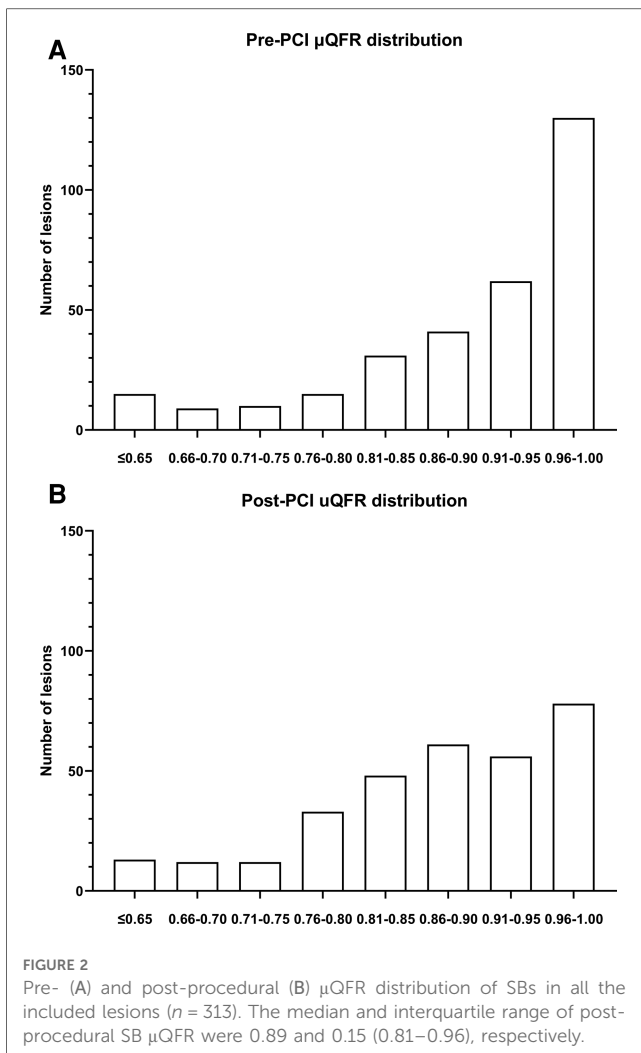 A
Pre-PCI μQFR distribution
150
100
50
0
Number of lesions
≤0.65 0.66-0.70 0.71-0.75 0.76-0.80 0.81-0.85 0.86-0.90 0.91-0.95 0.96-1.00
B
Post-PCI uQFR distribution
150
100
50
0
Number of lesions
≤0.65 0.66-0.70 0.71-0.75 0.76-0.80 0.81-0.85 0.86-0.90 0.91-0.95 0.96-1.00
FIGURE 2
Pre- (A) and post-procedural (B) μQFR distribution of SBs in all the
included lesions (n = 313). The median and interquartile range of post-
procedural SB μQFR were 0.89 and 0.15 (0.81–0.96), respectively.